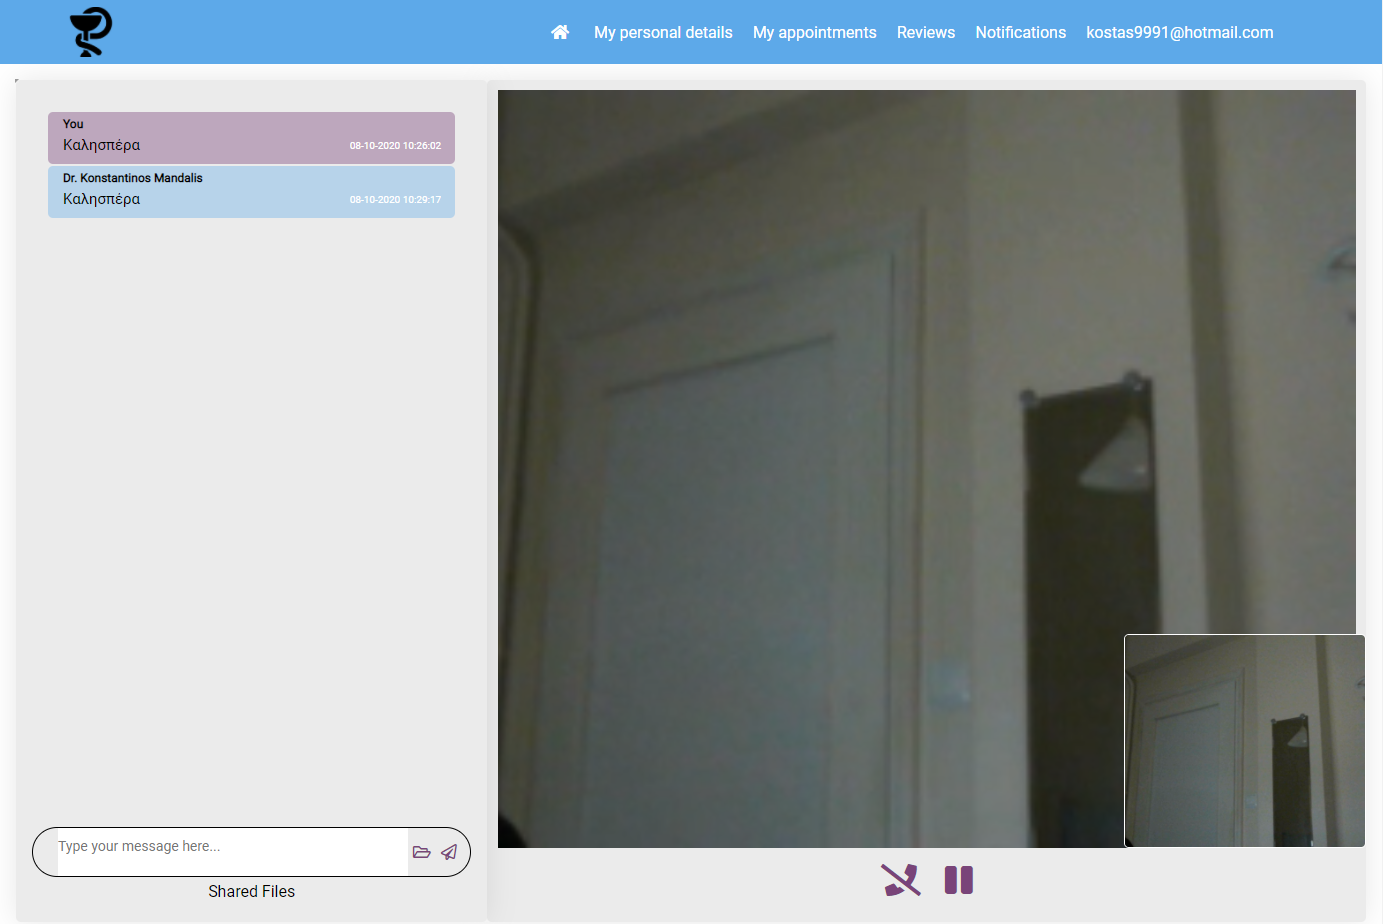 My personal details
My appointments
Reviews
Notifications
kostas9991@hotmail.com
You
Καλησπέρα
08-10-2020 10:26:02
Dr. Konstantinos Mandalis
Καλησπέρα
08-10-2020 10:29:17
Type your message here...
Shared Files